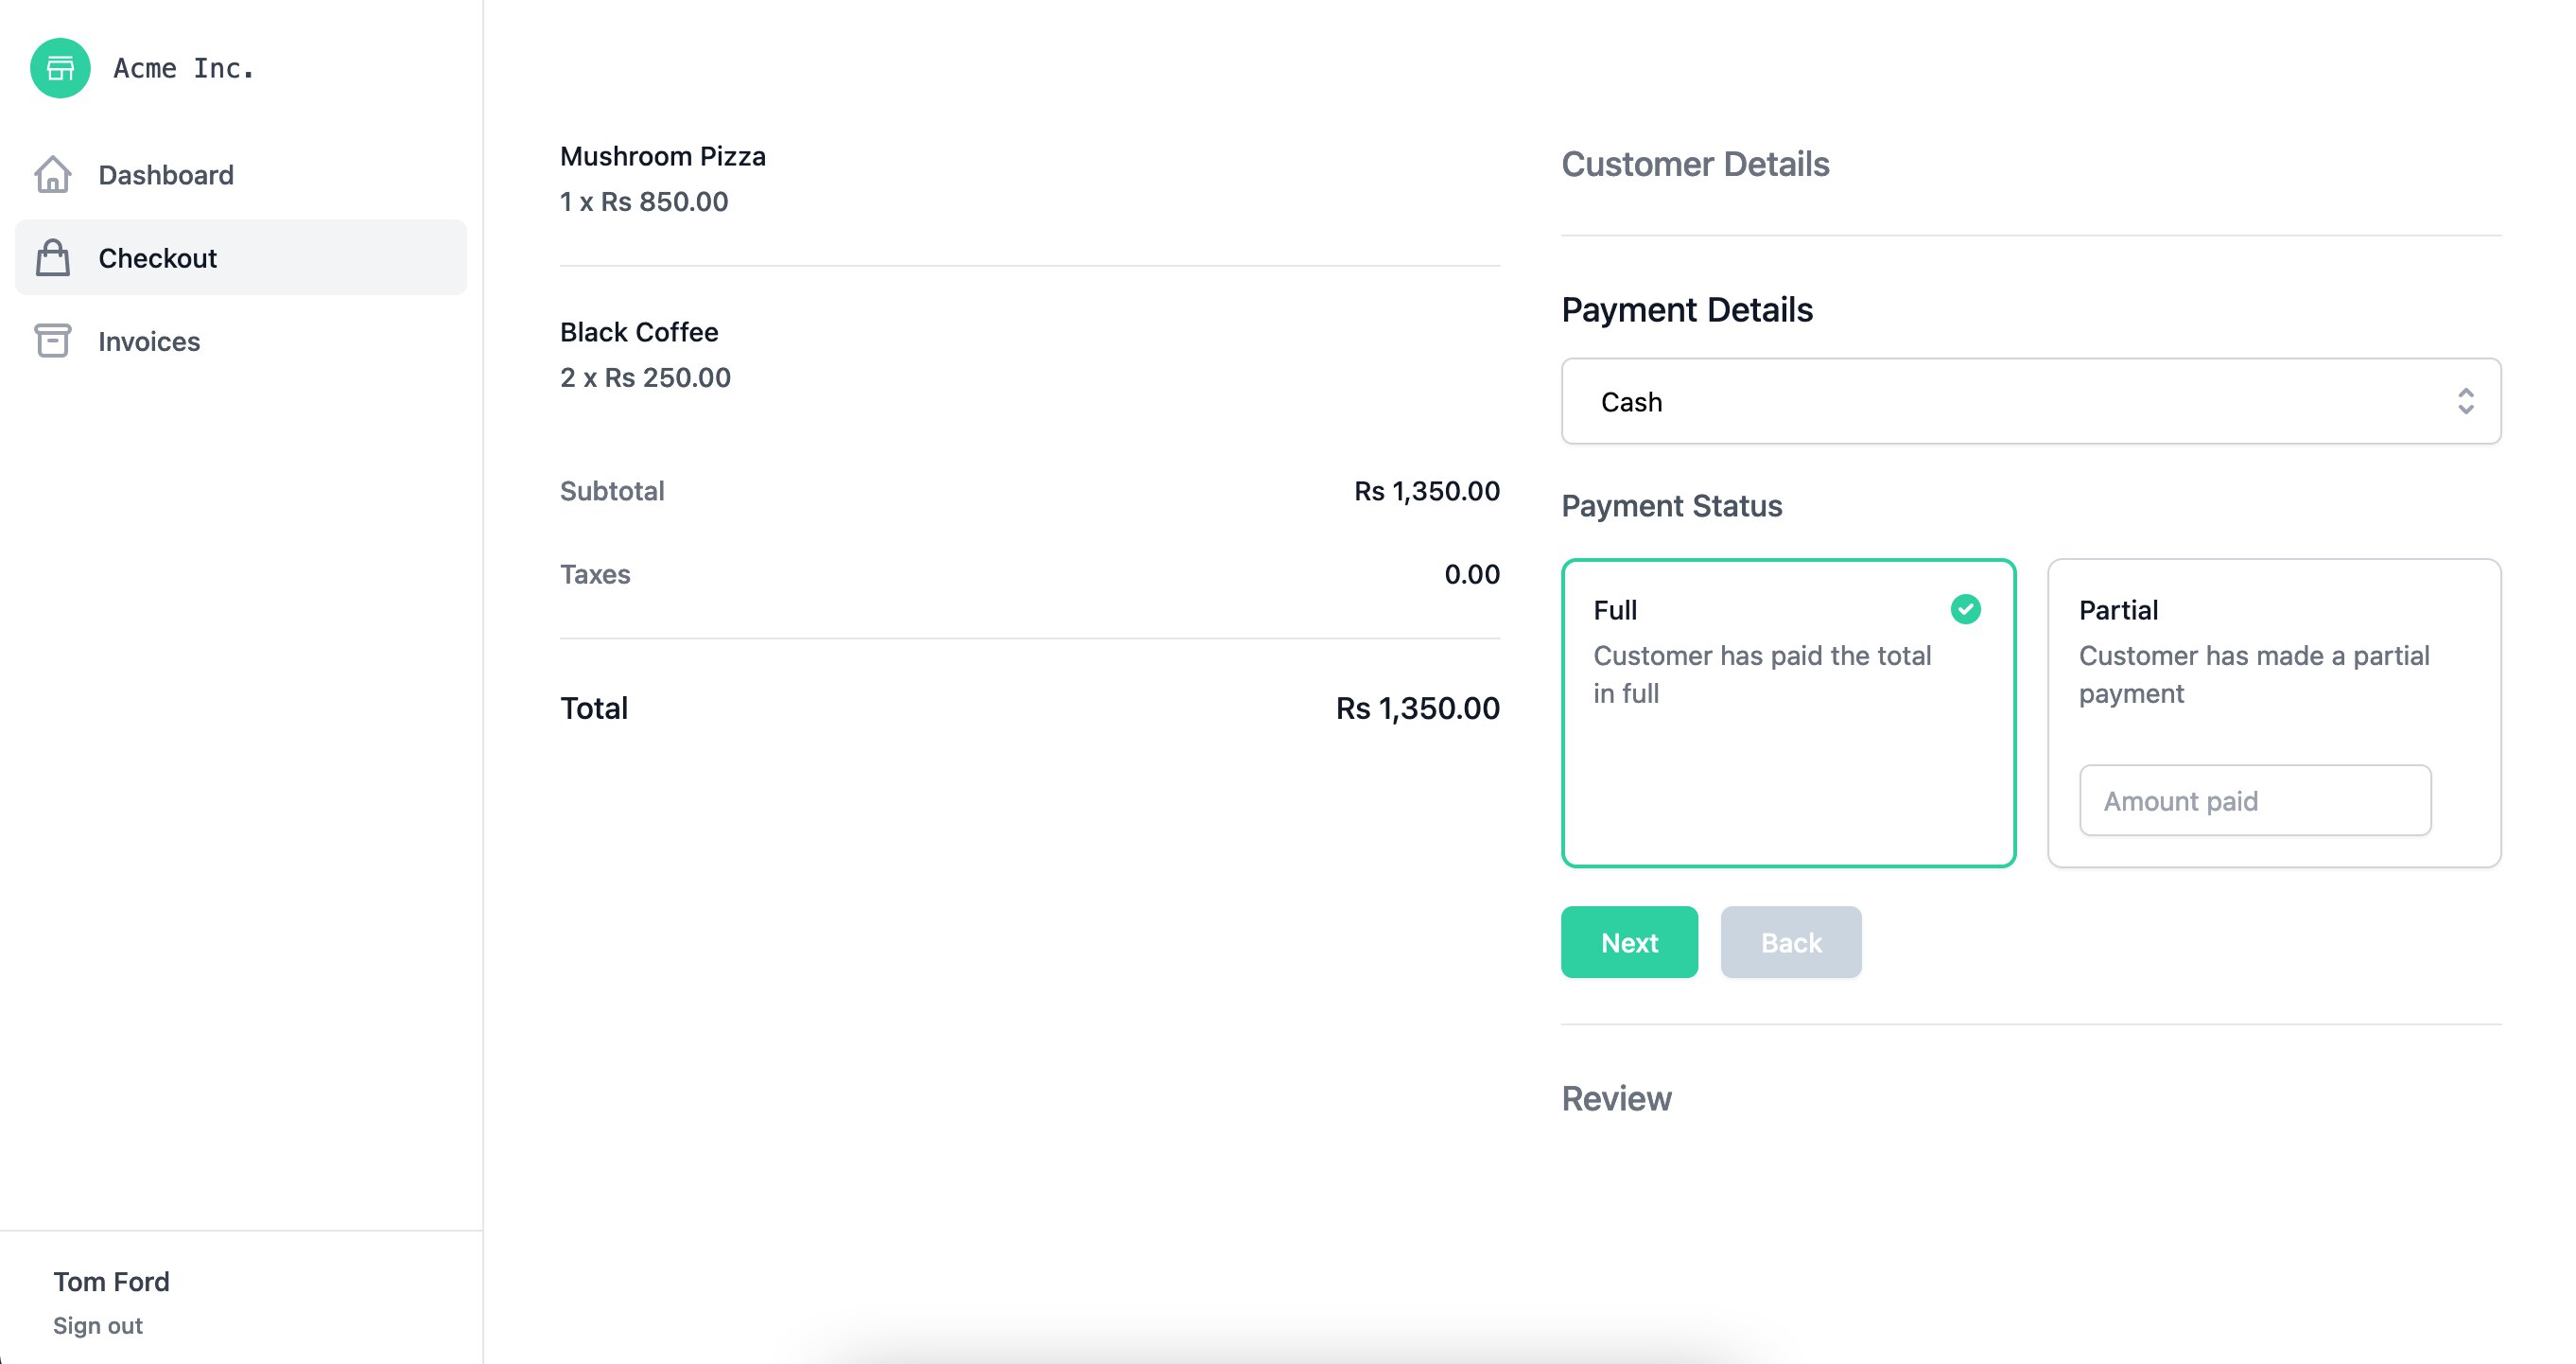 Acme Inc.
Dashboard
Checkout
Invoices
Tom Ford
Sign out
Mushroom Pizza
1 x Rs 850.00
Black Coffee
2 x Rs 250.00
Subtotal Rs 1,350.00
Taxes 0.00
Total Rs 1,350.00
Customer Details
Payment Details
Cash
Payment Status
Full
Customer has paid the total
in full
Partial
Customer has made a partial
payment
Amount paid
Next Back
Review